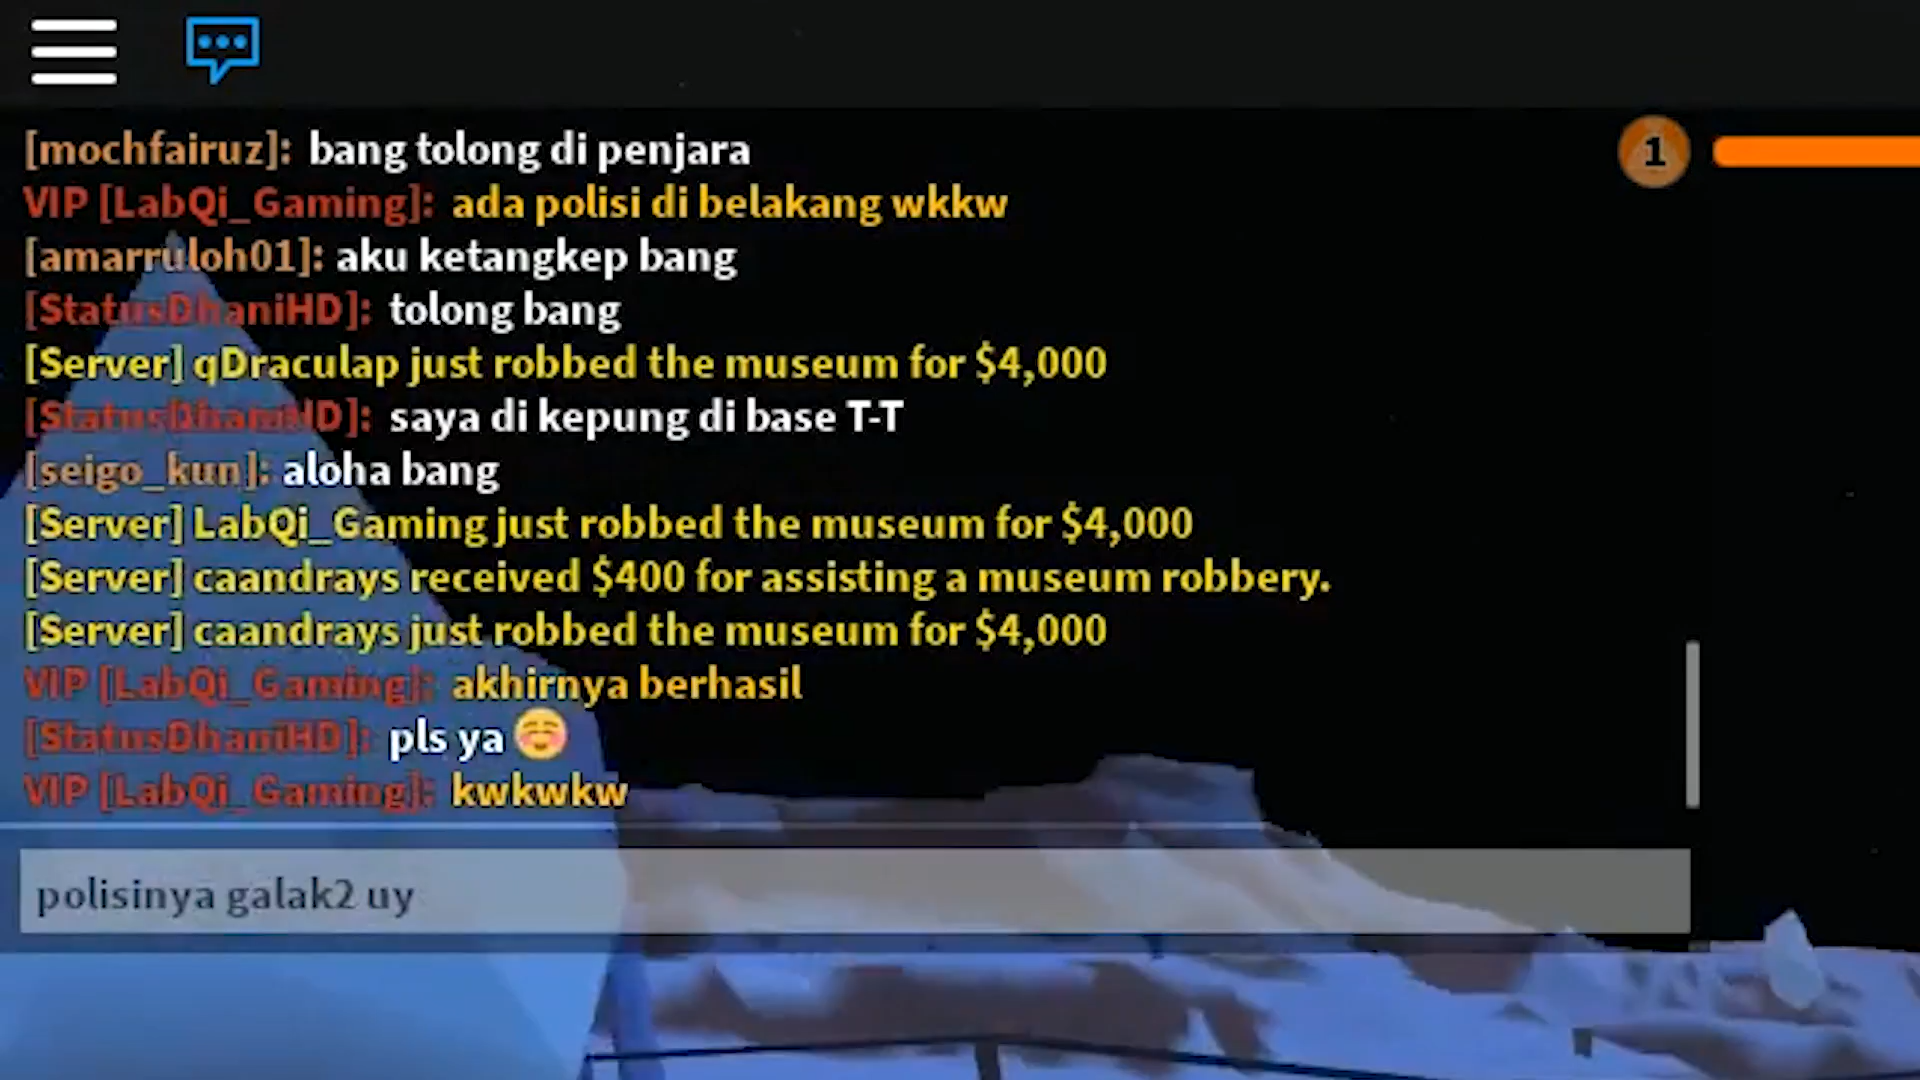 [mochfairuz]: bang tolong di penjara
1
VIP [LabQi_Gaming]: ada polisi di belakang wkkw
[amarruloh01]: aku ketangkep bang
[StatusDhaniHD]: tolong bang
[Server] qDraculap just robbed the museum for $4,000
[StatusDhaniHD]: saya di kepung di base T-T
[seigo_kun]: aloha bang
[Server] LabQi_Gaming just robbed the museum for $4,000
[Server] caandrays received $400 for assisting a museum robbery.
[Server] caandrays just robbed the museum for $4,000
VIP [LabQi_Gaming]: akhirnya berhasil
[StatusDhaniHD]: pls ya ☺️
VIP [LabQi_Gaming]: kwkwkw
polisinya galak2 uy